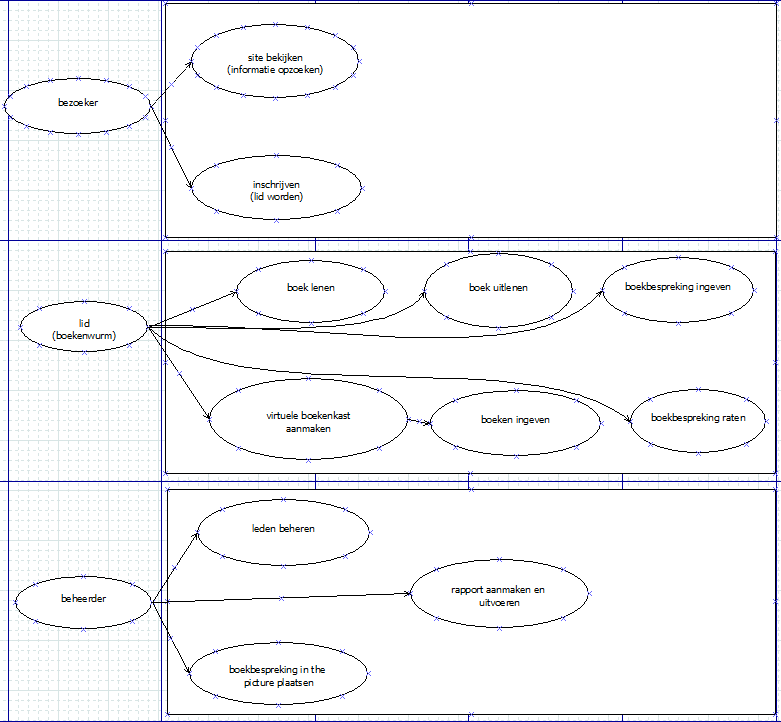 site bekijken
(informatie opzoeken)
bezoeker
inschrijven
(lid worden)
boek lenen
boek uitlenen
boekbespreking ingeven
lid
(boekenwurm)
virtuele boekenkast
aanmaken
boeken ingeven
boekbespreking raten
leden beheren
beheerder
rapport aanmaken en
uitvoeren
boekbespreking in the
picture plaatsen